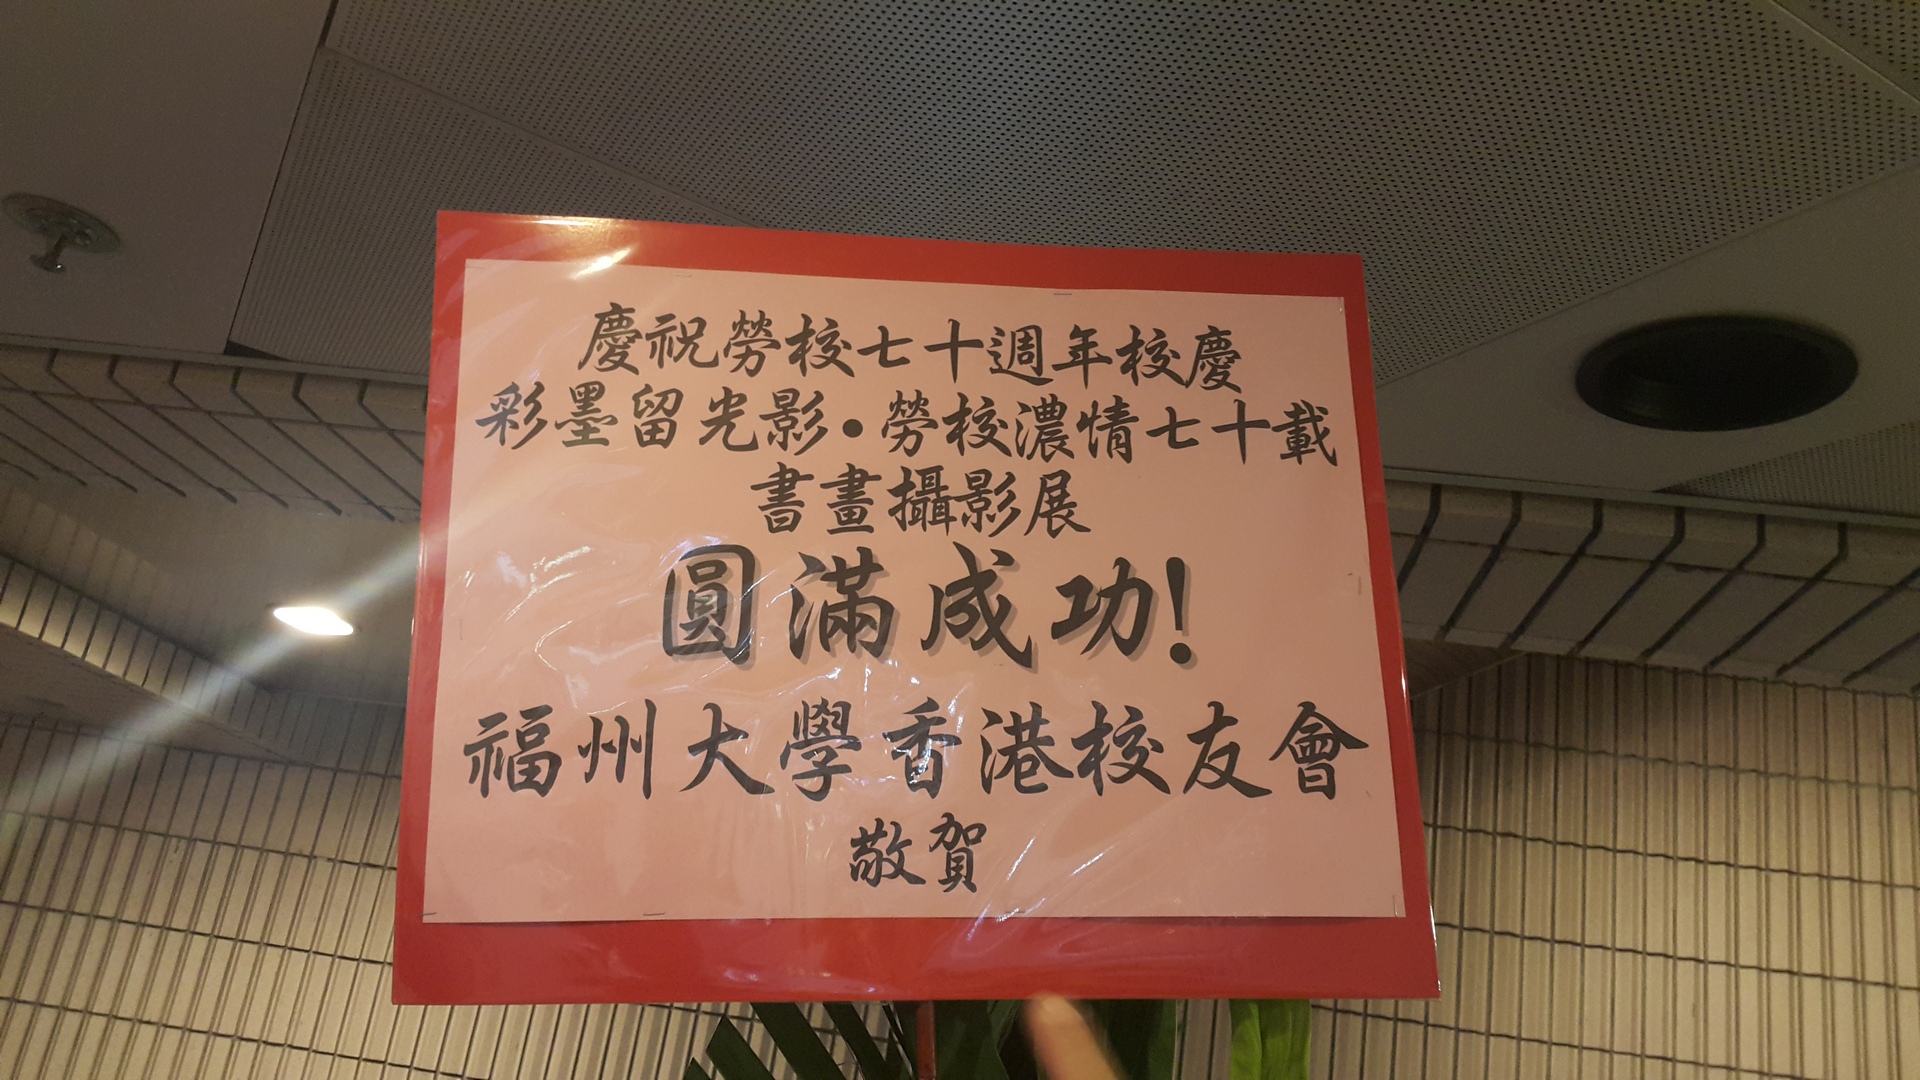 慶祝勞校七十週年校慶
彩墨留光影•勞校濃情七十載
書畫攝影展
圓滿成功!
福州大學香港校友會
敬賀